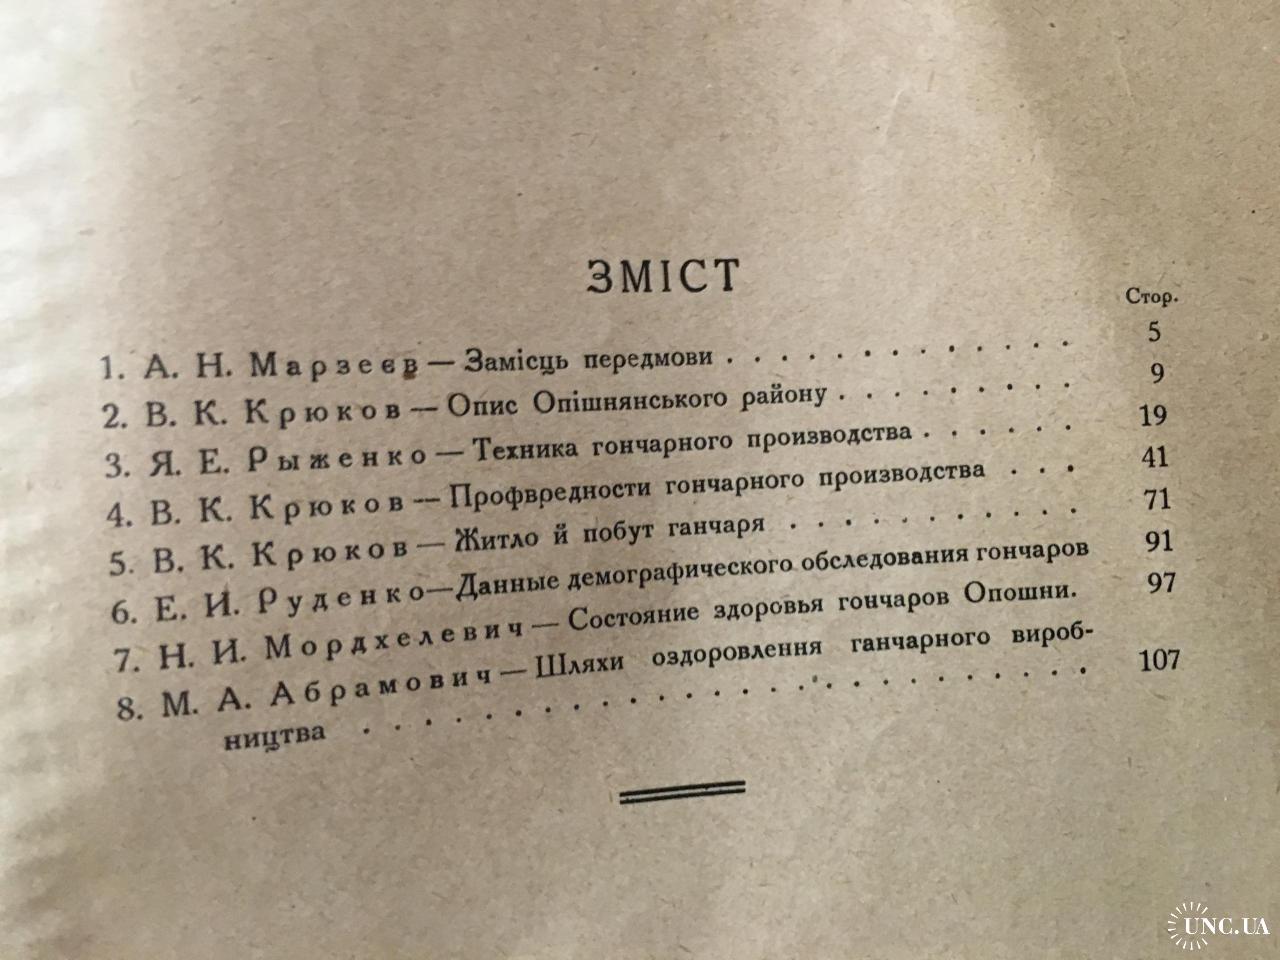 ЗМІСТ
Стор.
1. А. Н. Марзеєв — Замісць передмови . . . . . . . . . . . . . 5
2. В. К. Крюков — Опис Опішнянського району . . . . . . . . 9
3. Я. Е. Рыженко — Техника гончарного производства . . . . . . 19
4. В. К. Крюков — Профвредности гончарного производства . . . 41
5. В. К. Крюков — Житло й побут ганчаря . . . . . . . . . . . 71
6. Е. И. Руденко — Данные демографического обследования гончаров 91
7. Н. И. Мордхелевич — Состояние здоровья гончаров Опошни. 97
8. М. А. Абрамович — Шляхи оздоровлення ганчарного вироб-
ництва . . . . . . . . . . . . . . . . . . . . . . . . 107
UNC.UA